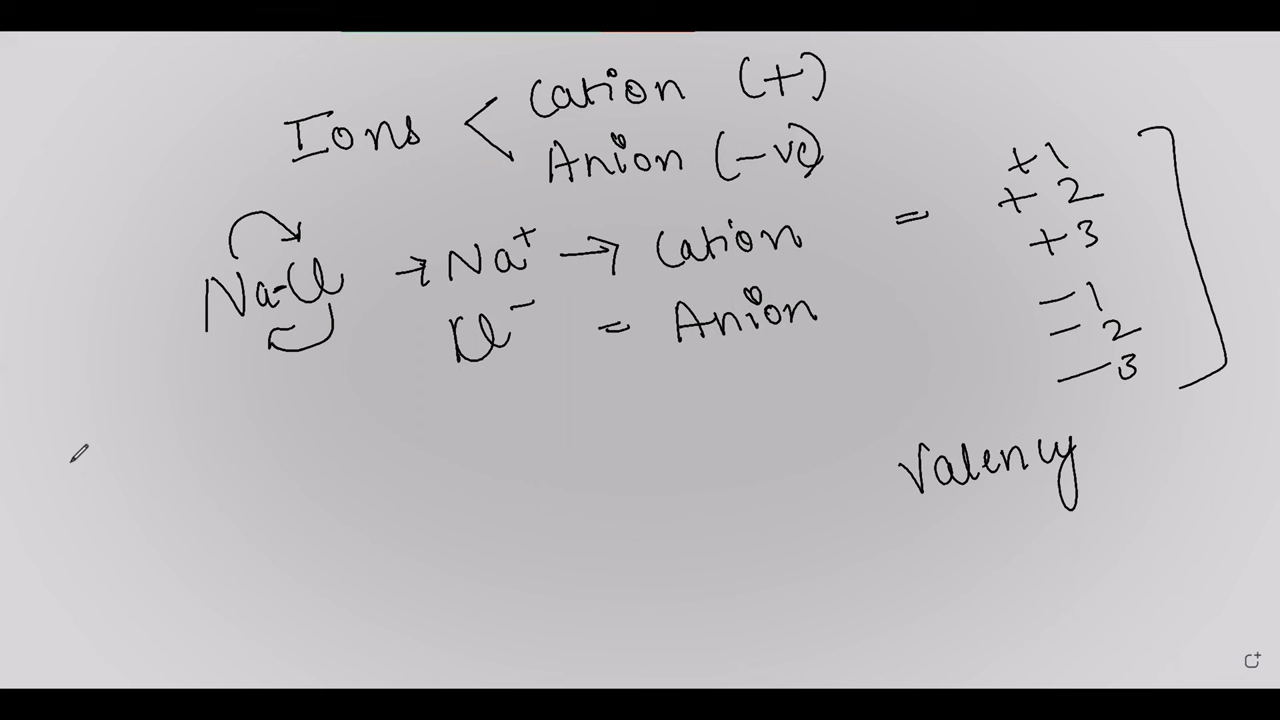 Ions < Cation (+)
Anion (-ve)
Na-Cl → Na⁺ → Cation =
Cl⁻ = Anion
+1
+2
+3
-1
-2
-3
Valency